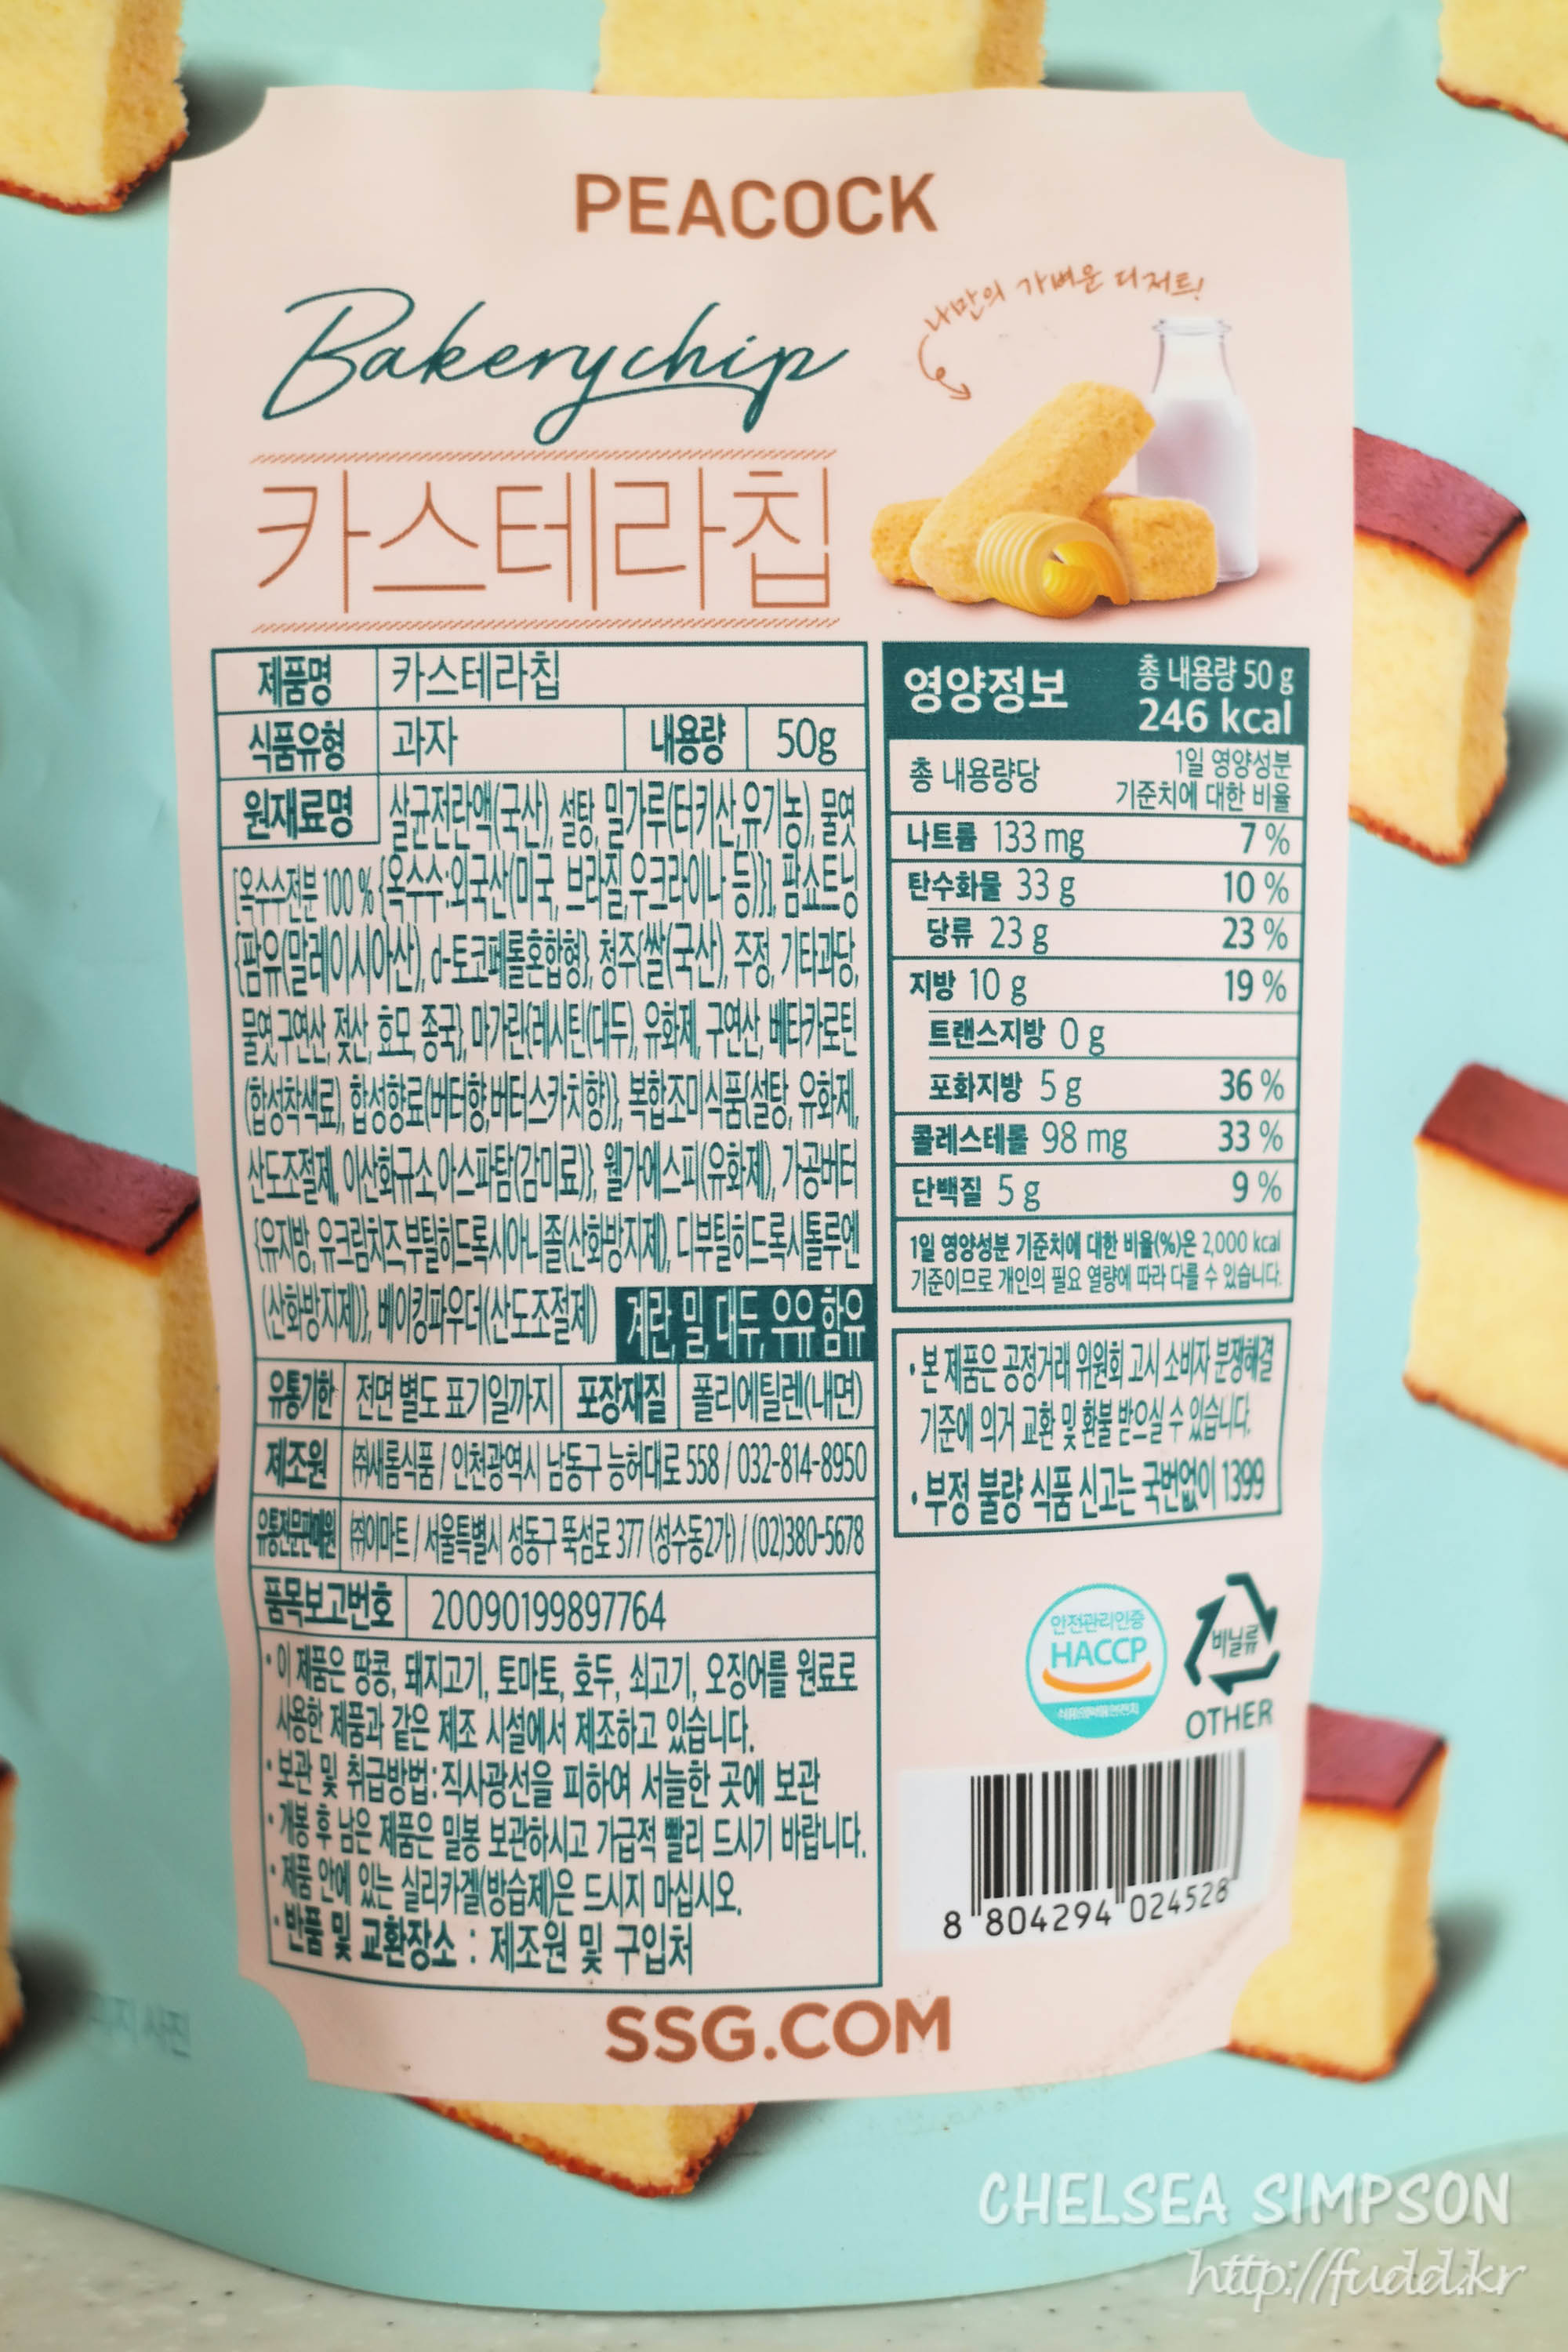 PEACOCK
나만의 가벼운 디저트!
Bakery chip
카스테라칩
제품명 카스테라칩
식품유형 과자 내용량 50g
원재료명 살균전란액(국산), 설탕, 밀가루(터키산,유기농), 물엿
[옥수수전분 100 %{옥수수:외국산(미국, 브라질,우크라이나 등)}], 팜쇼트닝
{팜유(말레이시아산), d-토코페롤혼합형}, 청주{쌀(국산), 주정, 기타과당,
물엿,구연산, 젖산, 효모, 종국}, 마가린{레시틴(대두), 유화제, 구연산, 베타카로틴
(합성착색료), 합성향료(버터향,버터스카치향)}, 복합조미식품{설탕, 유화제,
산도조절제, 이산화규소,아스파탐(감미료)}, 웰가에스피(유화제), 가공버터
{유지방, 유크림치즈,부틸히드록시아니졸(산화방지제), 디부틸히드록시톨루엔
(산화방지제)}, 베이킹파우더(산도조절제) 계란, 밀, 대두, 우유 함유
유통기한 전면 별도 표기일까지 포장재질 폴리에틸렌(내면)
제조원 ㈜새롬식품 / 인천광역시 남동구 능허대로 558 / 032-814-8950
유통전문판매원 ㈜이마트 / 서울특별시 성동구 뚝섬로 377 (성수동2가) / (02)380-5678
품목보고번호 20090199897764
• 이 제품은 땅콩, 돼지고기, 토마토, 호두, 쇠고기, 오징어를 원료로
사용한 제품과 같은 제조 시설에서 제조하고 있습니다.
• 보관 및 취급방법:직사광선을 피하여 서늘한 곳에 보관
• 개봉 후 남은 제품은 밀봉 보관하시고 가급적 빨리 드시기 바랍니다.
• 제품 안에 있는 실리카겔(방습제)은 드시지 마십시오.
• 반품 및 교환장소 : 제조원 및 구입처
영양정보 총 내용량 50 g
246 kcal
총 내용량당 1일 영양성분
기준치에 대한 비율
나트륨 133 mg 7 %
탄수화물 33 g 10 %
당류 23 g 23 %
지방 10 g 19 %
트랜스지방 0 g
포화지방 5 g 36 %
콜레스테롤 98 mg 33 %
단백질 5 g 9 %
1일 영양성분 기준치에 대한 비율(%)은 2,000 kcal
기준이므로 개인의 필요 열량에 따라 다를 수 있습니다.
• 본 제품은 공정거래 위원회 고시 소비자 분쟁해결
기준에 의거 교환 및 환불 받으실 수 있습니다.
• 부정 불량 식품 신고는 국번없이 1399
안전관리인증
HACCP
식품의약품안전처
비닐류
OTHER
8 804294 024528
SSG.COM
CHELSEA SIMPSON
http://fudd.kr